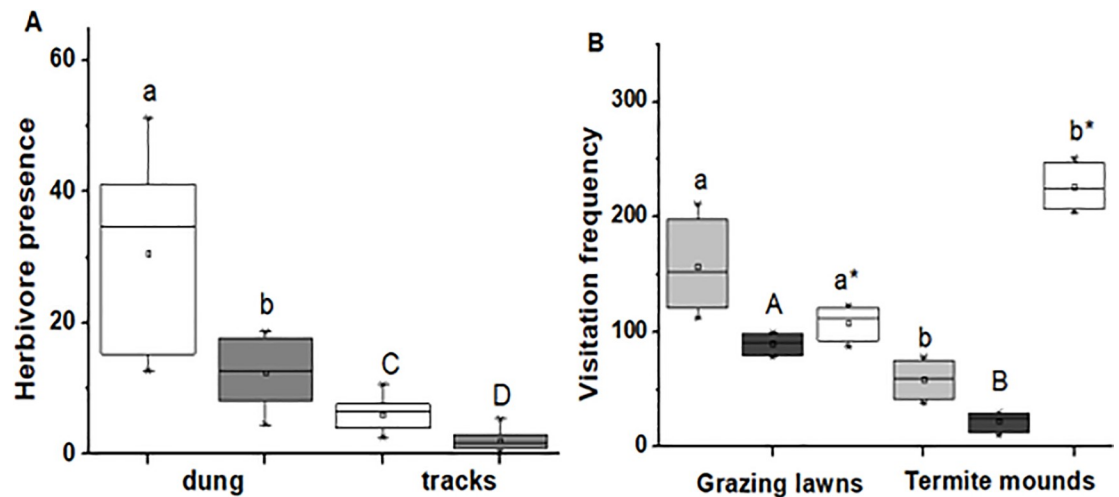 A
Herbivore presence
60
40
20
0
a
b
C
D
dung
tracks
B
Visitation frequency
300
200
100
0
a
A
a*
b
B
b*
Grazing lawns
Termite mounds